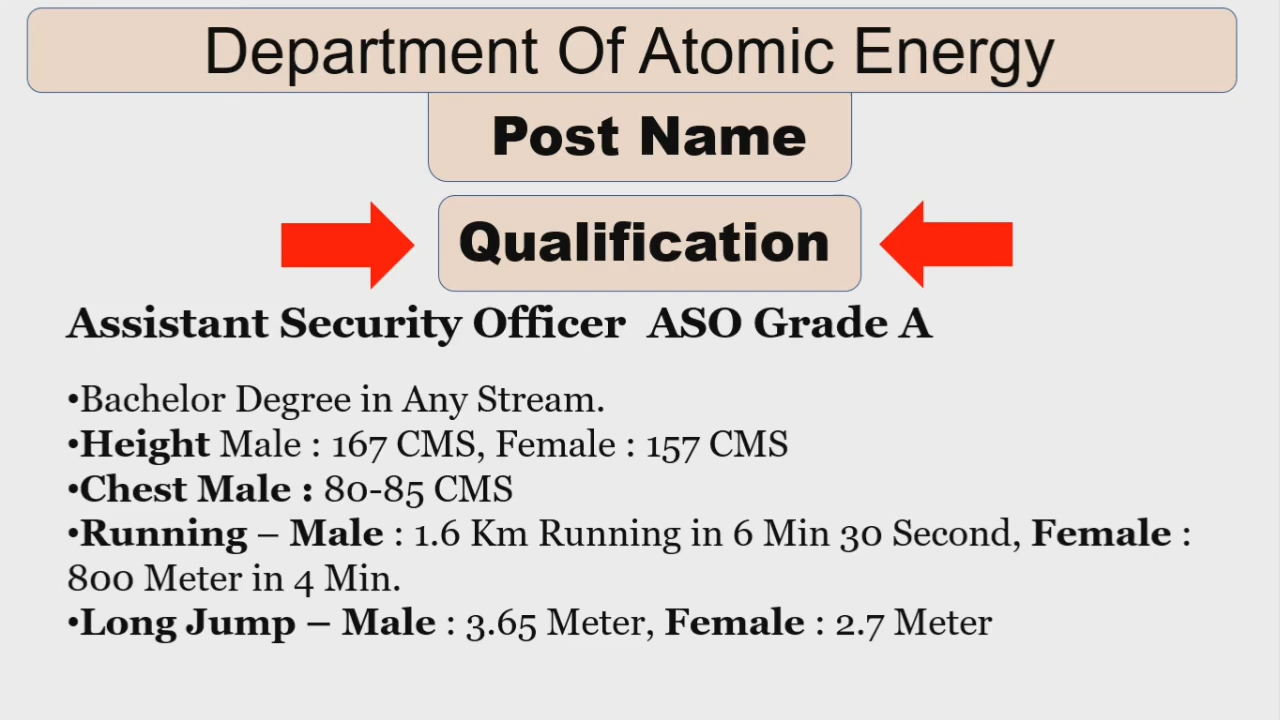 Department Of Atomic Energy
Post Name
Qualification
Assistant Security Officer  ASO Grade A
•Bachelor Degree in Any Stream.
•Height Male : 167 CMS, Female : 157 CMS
•Chest Male : 80-85 CMS
•Running – Male : 1.6 Km Running in 6 Min 30 Second, Female :
800 Meter in 4 Min.
•Long Jump – Male : 3.65 Meter, Female : 2.7 Meter